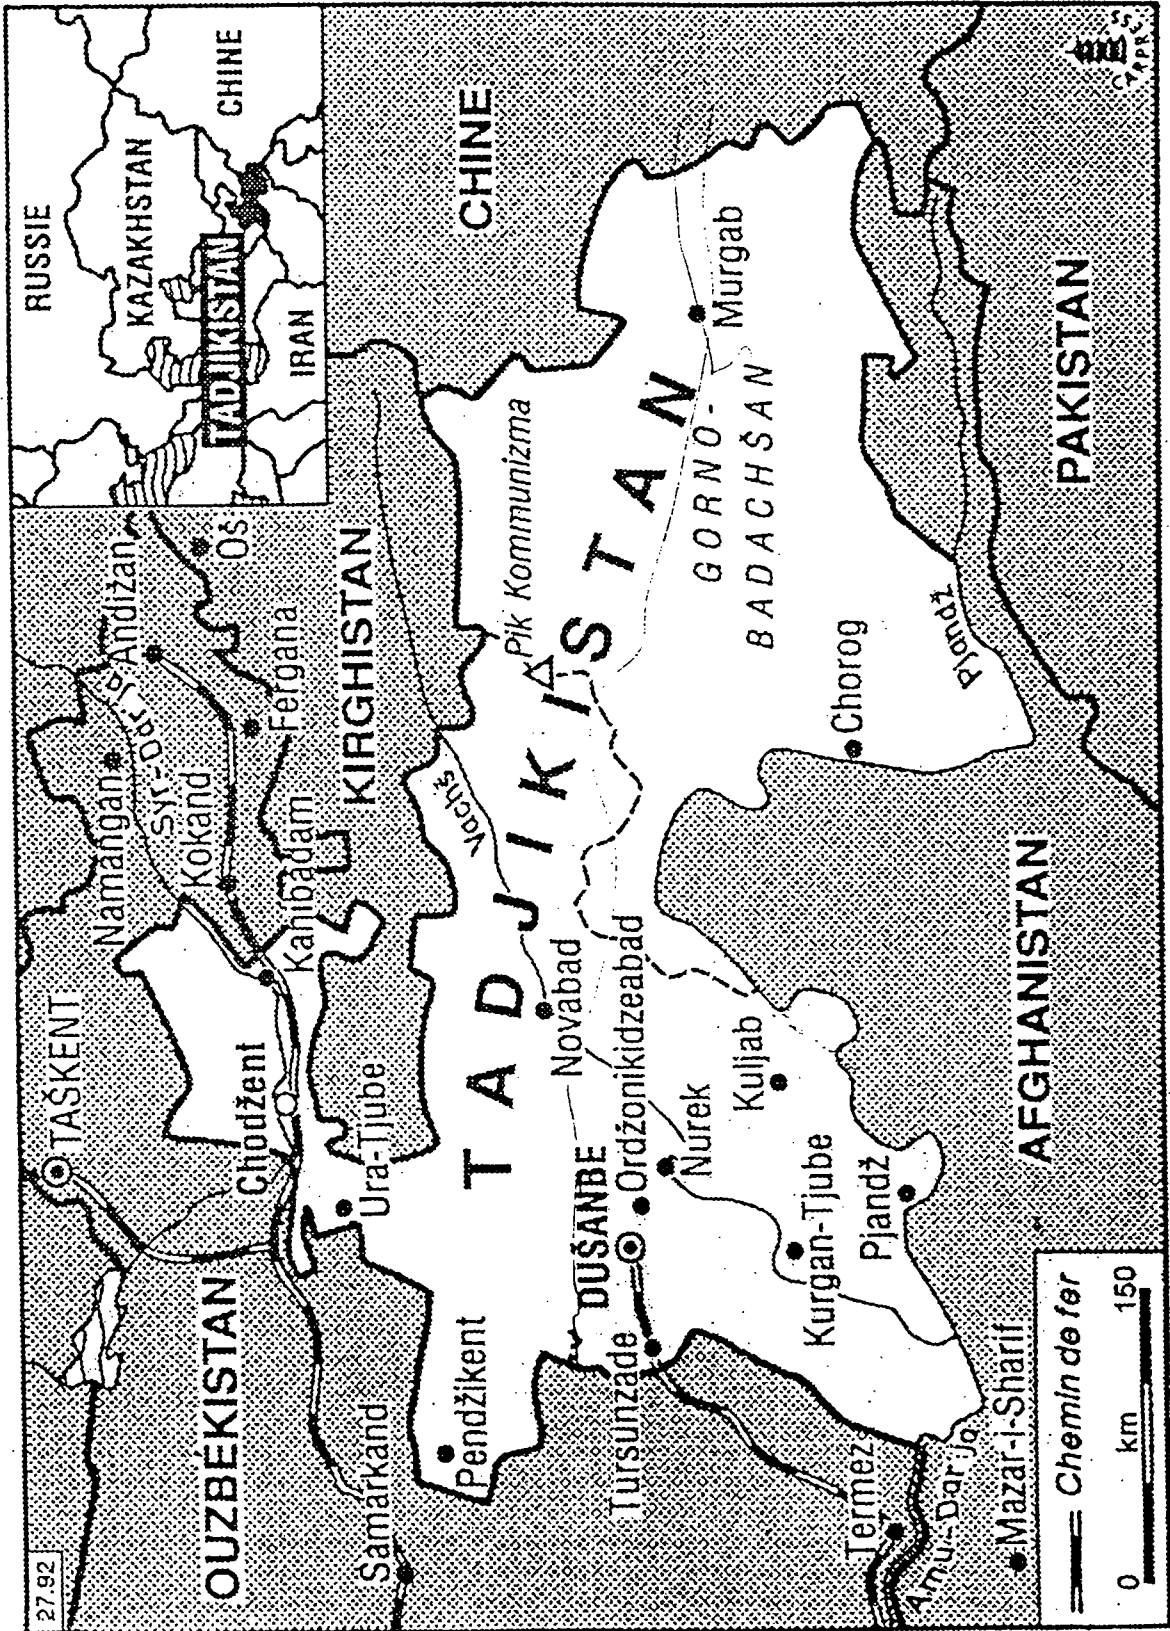 27.92
OUZBEKISTAN
TAŠKENT
Samarkand
Namangan
Syr-Darja
Andižan
Kokand
Fergana
Oš
Kanibadam
Chodžent
Ura-Tjube
KIRGHISTAN
RUSSIE
KAZAKHSTAN
CHINE
TADJIKISTAN
IRAN
CHINE
Pendžikent
TADJIKISTAN
Vachš
Pik Kommunizma
Novabad
DUŠANBE
Ordžonikidzeabad
Tursunzade
Nurek
Kuljab
Kurgan-Tjube
Pjandž
GORNO-
BADACHŠAN
Murgab
Chorog
Pjandž
Termez
Amu-Darja
Mazar-i-Sharif
AFGHANISTAN
PAKISTAN
Chemin de fer
0 km 150
CARPRESS